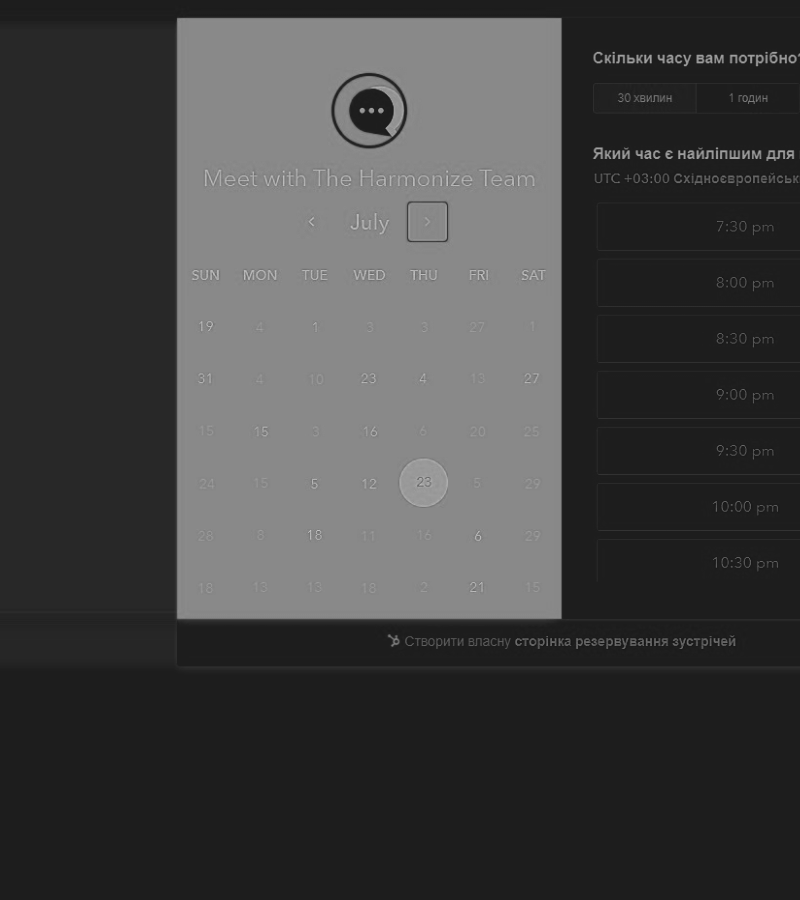 Meet with The Harmonize Team
July
SUN MON TUE WED THU FRI SAT
19 4 1 3 3 27 1
31 4 10 23 4 13 27
15 15 3 16 6 20 25
24 15 5 12 23 5 29
28 8 18 11 16 6 29
18 13 13 18 2 21 15
Скільки часу вам потрібно?
30 хвилин 1 годин
Який час є найліпшим для
UTC +03:00 Східноєвропейськ
7:30 pm
8:00 pm
8:30 pm
9:00 pm
9:30 pm
10:00 pm
10:30 pm
Створити власну сторінка резервування зустрічей